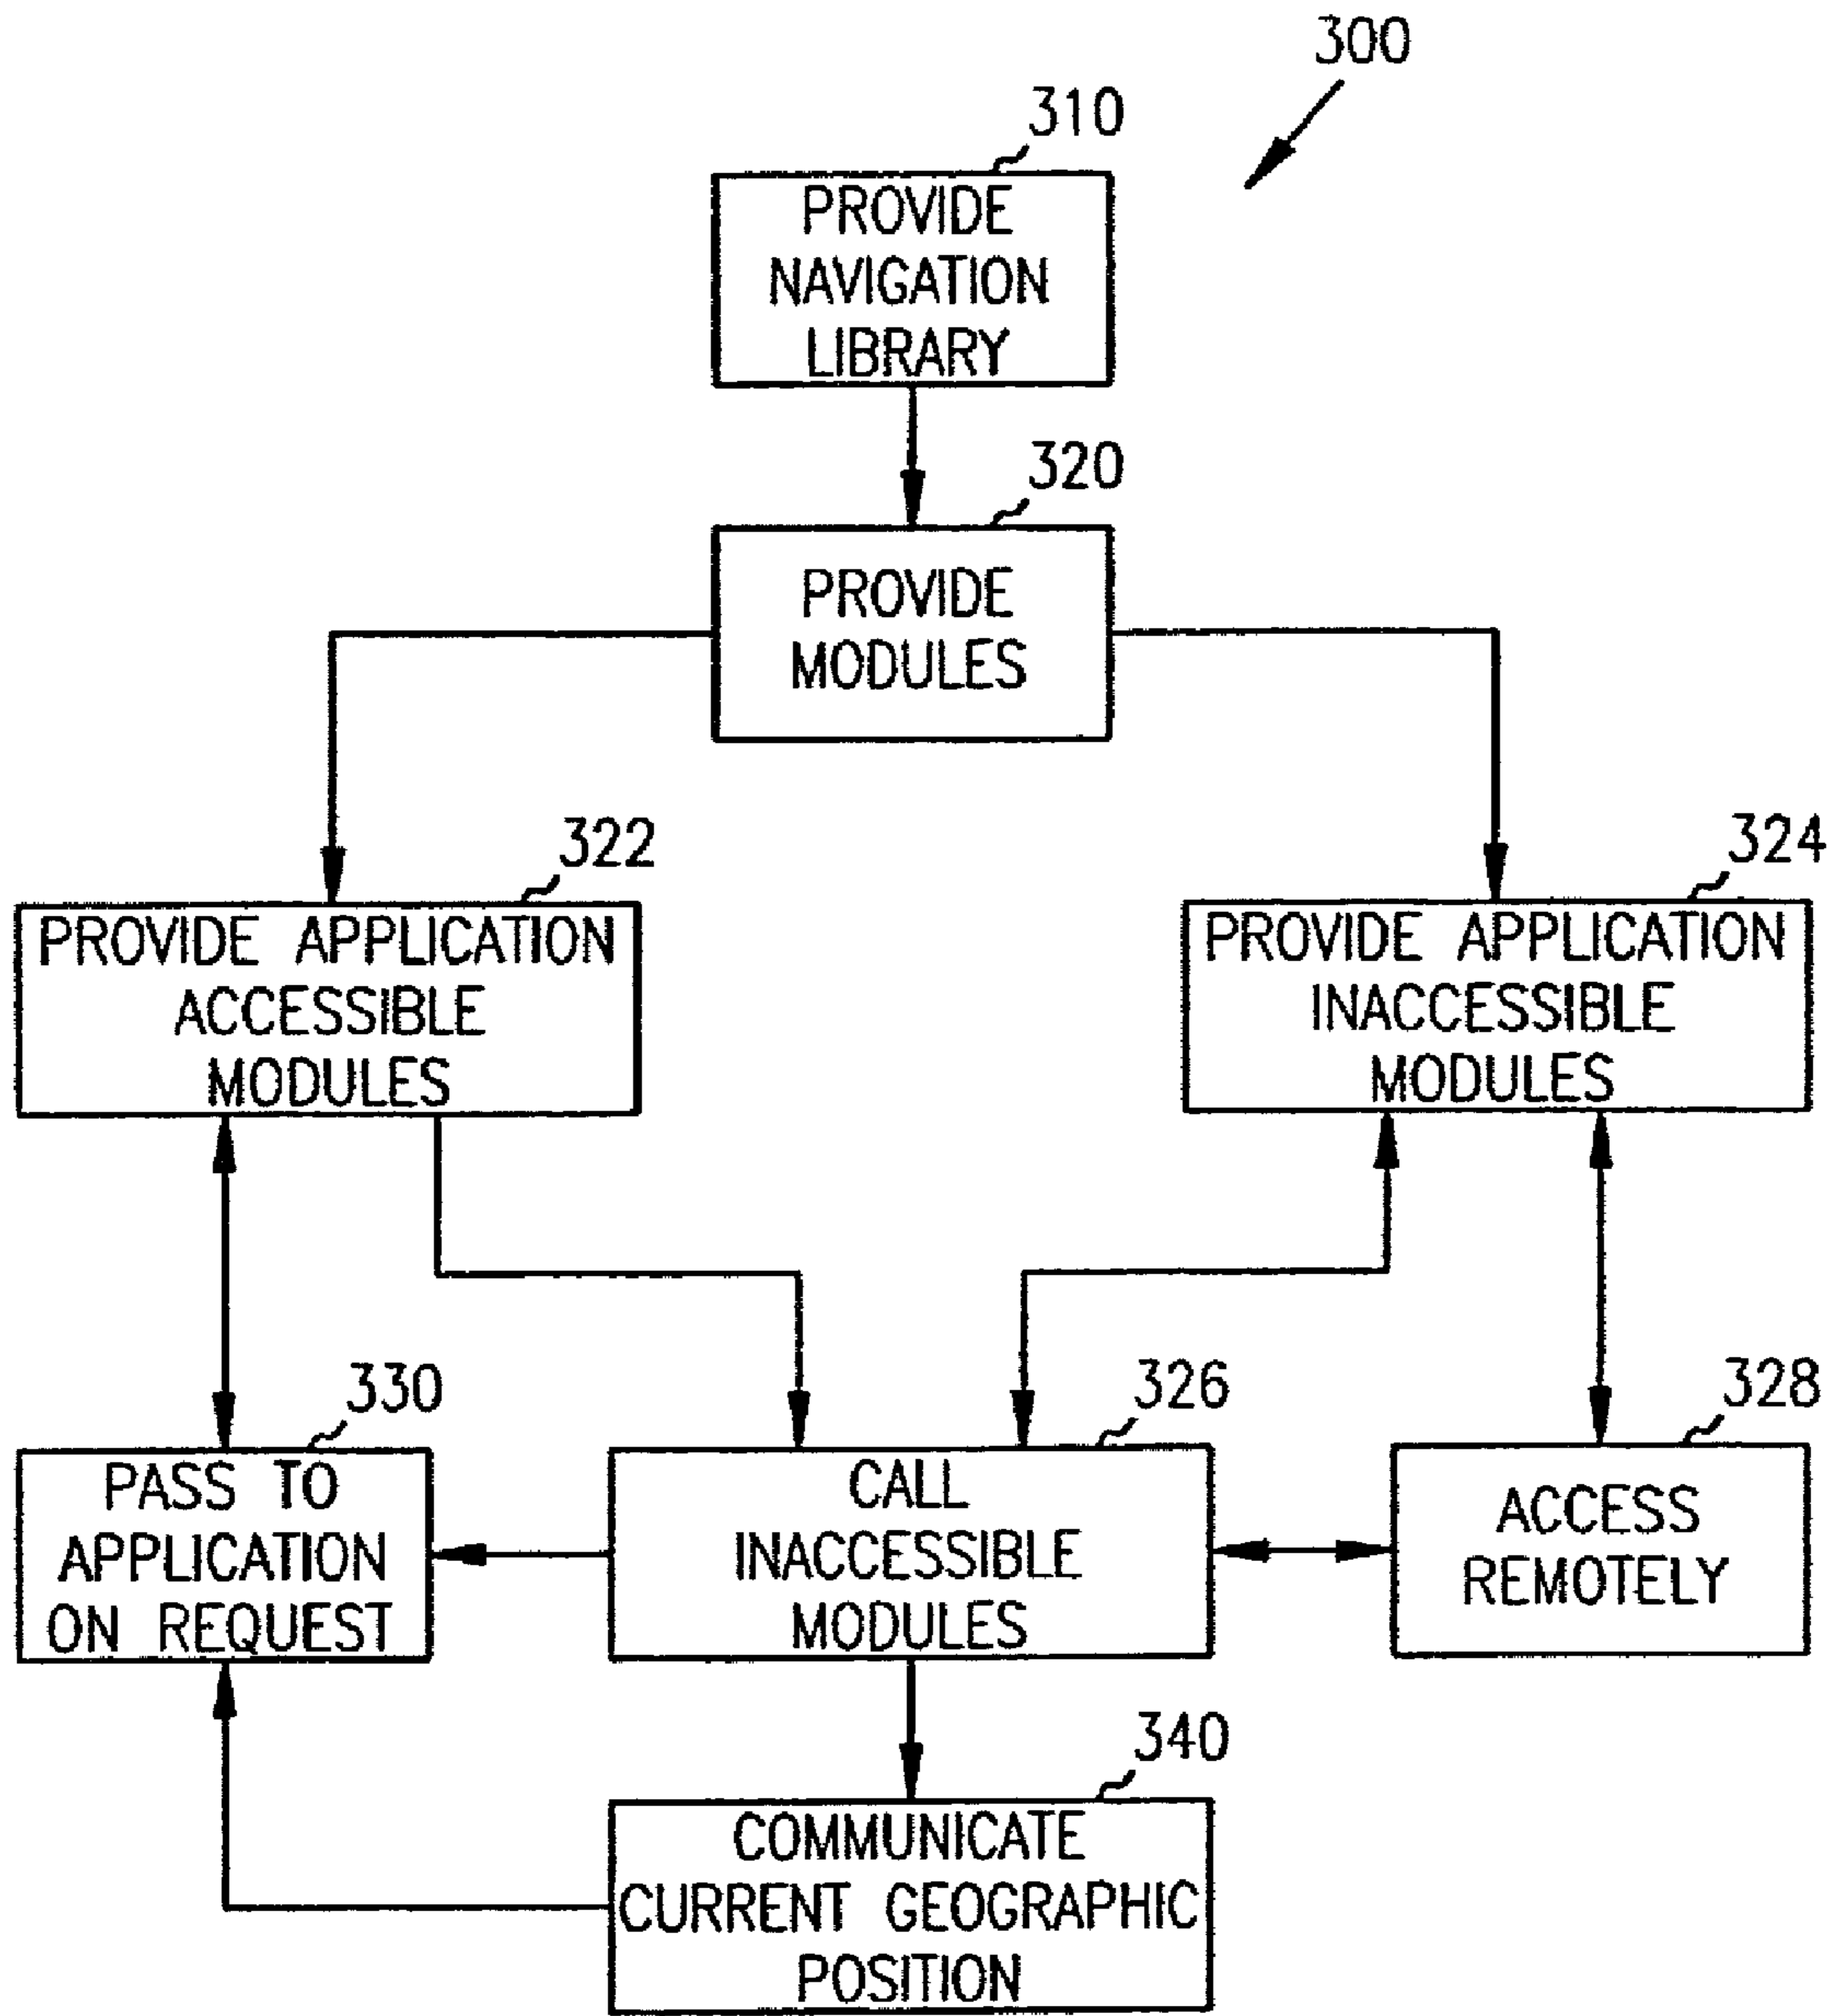 300
310
PROVIDE
NAVIGATION
LIBRARY
320
PROVIDE
MODULES
322
PROVIDE APPLICATION
ACCESSIBLE
MODULES
324
PROVIDE APPLICATION
INACCESSIBLE
MODULES
330
PASS TO
APPLICATION
ON REQUEST
326
CALL
INACCESSIBLE
MODULES
328
ACCESS
REMOTELY
340
COMMUNICATE
CURRENT GEOGRAPHIC
POSITION